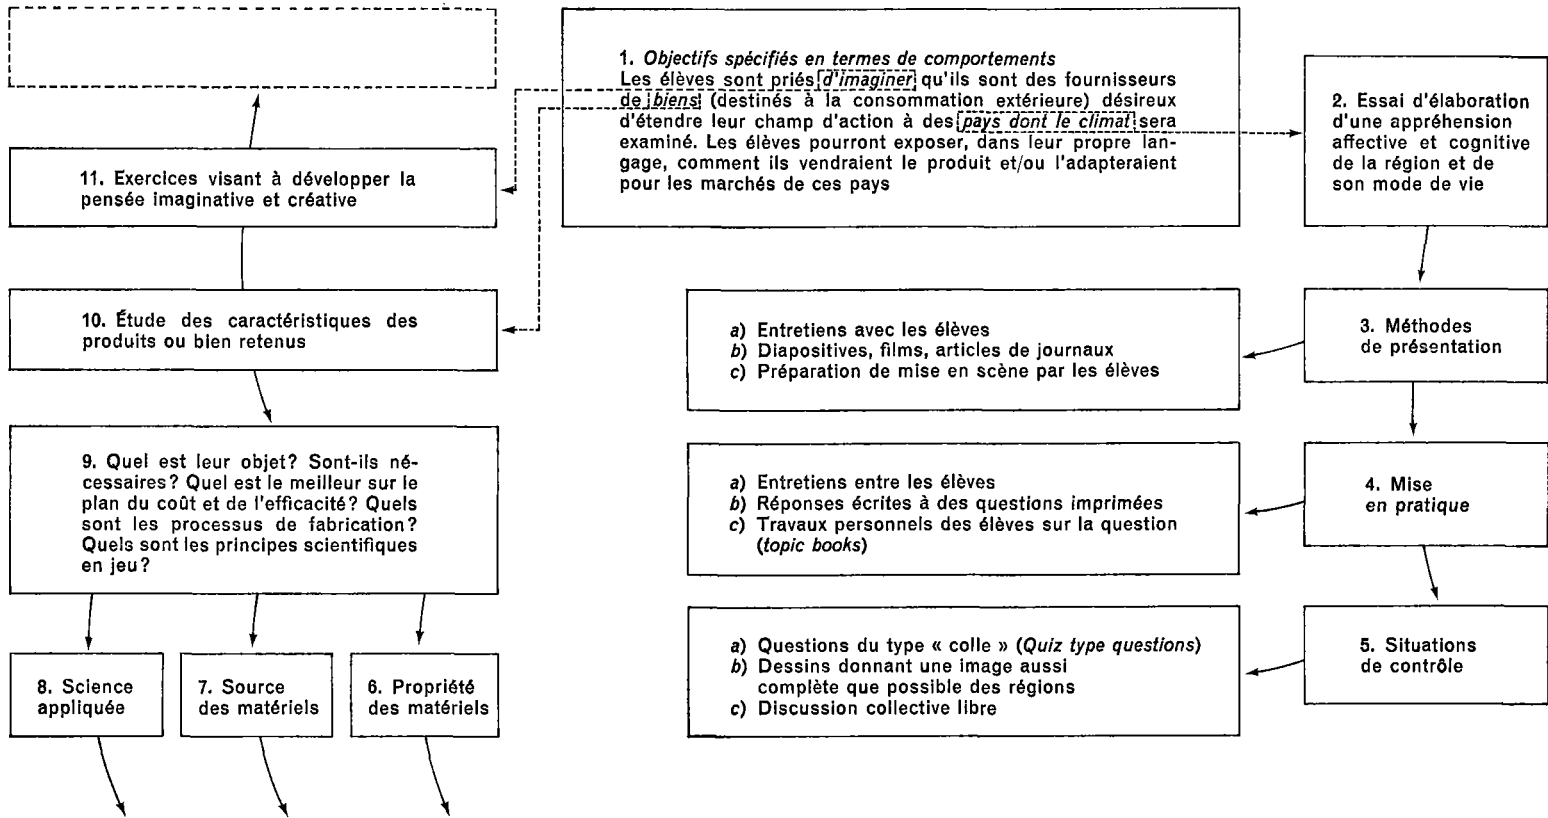 1. Objectifs spécifiés en termes de comportements
Les élèves sont priés d'imaginer qu'ils sont des fournisseurs
de biens (destinés à la consommation extérieure) désireux
d'étendre leur champ d'action à des pays dont le climat sera
examiné. Les élèves pourront exposer, dans leur propre lan-
gage, comment ils vendraient le produit et/ou l'adapteraient
pour les marchés de ces pays
2. Essai d'élaboration
d'une appréhension
affective et cognitive
de la région et de
son mode de vie
11. Exercices visant à développer la
pensée imaginative et créative
10. Étude des caractéristiques des
produits ou bien retenus
a) Entretiens avec les élèves
b) Diapositives, films, articles de journaux
c) Préparation de mise en scène par les élèves
3. Méthodes
de présentation
9. Quel est leur objet? Sont-ils né-
cessaires? Quel est le meilleur sur le
plan du coût et de l'efficacité? Quels
sont les processus de fabrication?
Quels sont les principes scientifiques
en jeu?
a) Entretiens entre les élèves
b) Réponses écrites à des questions imprimées
c) Travaux personnels des élèves sur la question
(topic books)
4. Mise
en pratique
8. Science
appliquée
7. Source
des matériels
6. Propriété
des matériels
a) Questions du type « colle » (Quiz type questions)
b) Dessins donnant une image aussi
complète que possible des régions
c) Discussion collective libre
5. Situations
de contrôle